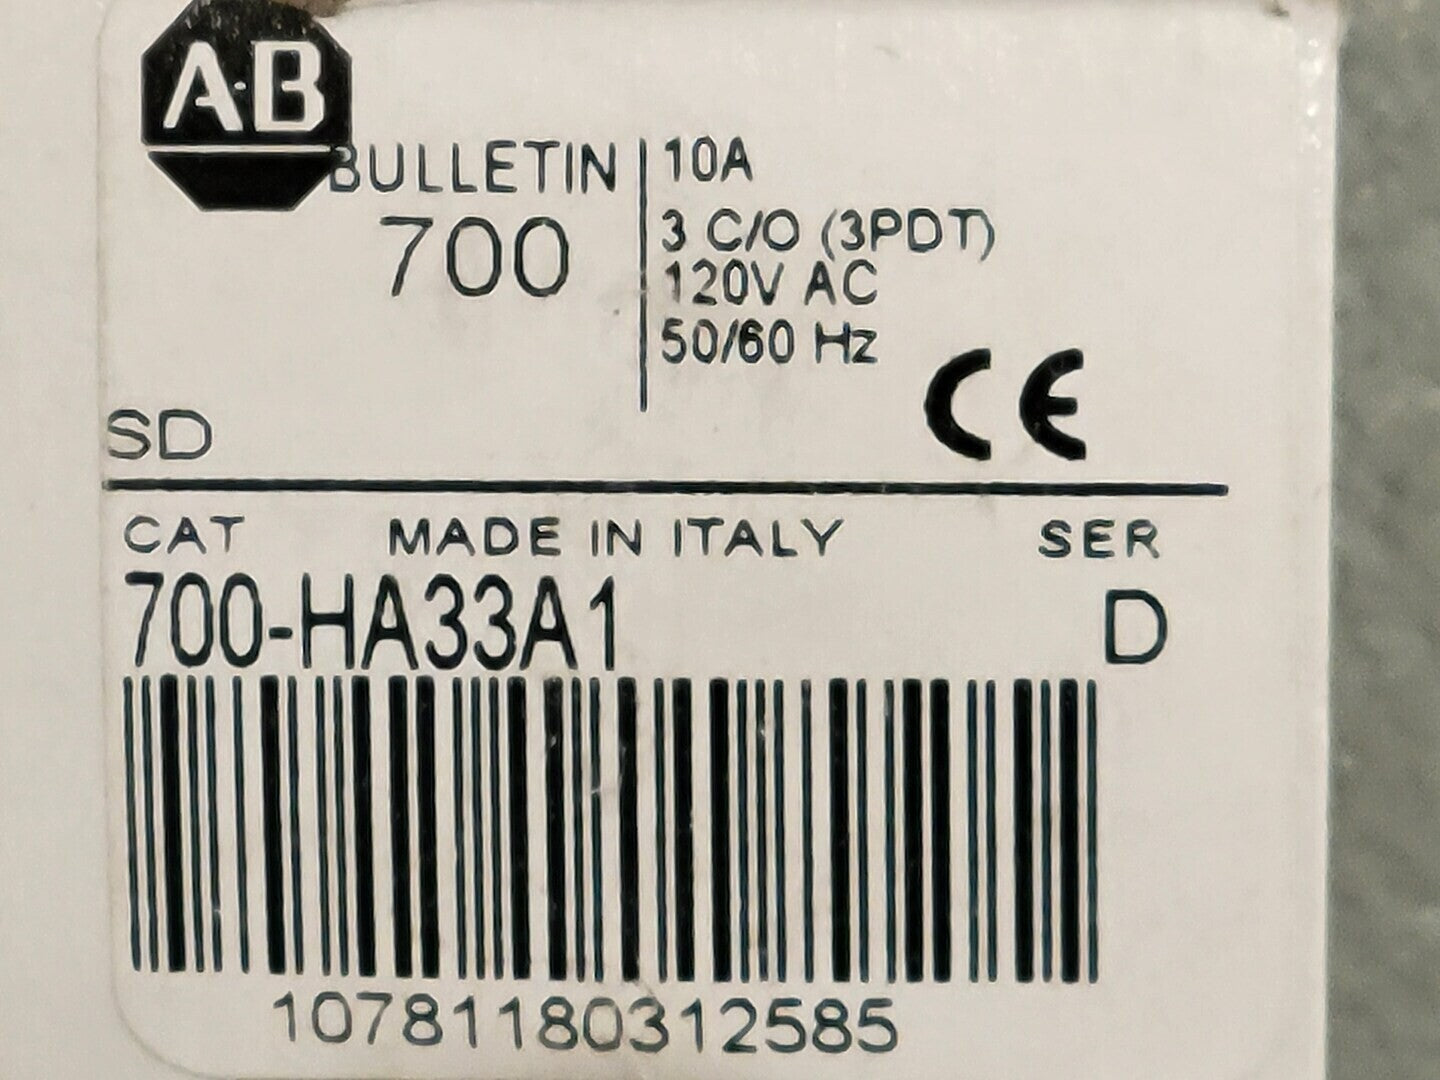 A-B
BULLETIN
700
10A
3 C/O (3PDT)
120V AC
50/60 Hz
CE
SD
CAT MADE IN ITALY SER
700-HA33A1 D
10781180312585